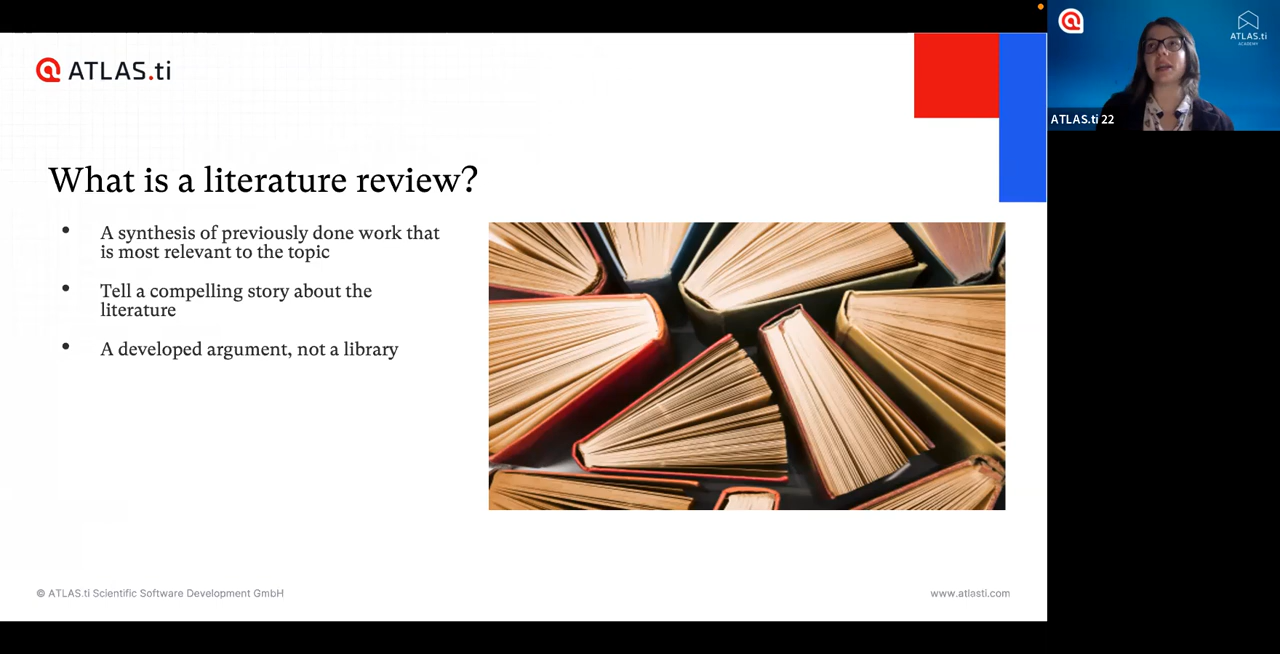 ATLAS.ti
What is a literature review?
• A synthesis of previously done work that
is most relevant to the topic
• Tell a compelling story about the
literature
• A developed argument, not a library
© ATLAS.ti Scientific Software Development GmbH
www.atlasti.com
ATLAS.ti
ACADEMY
ATLAS.ti 22